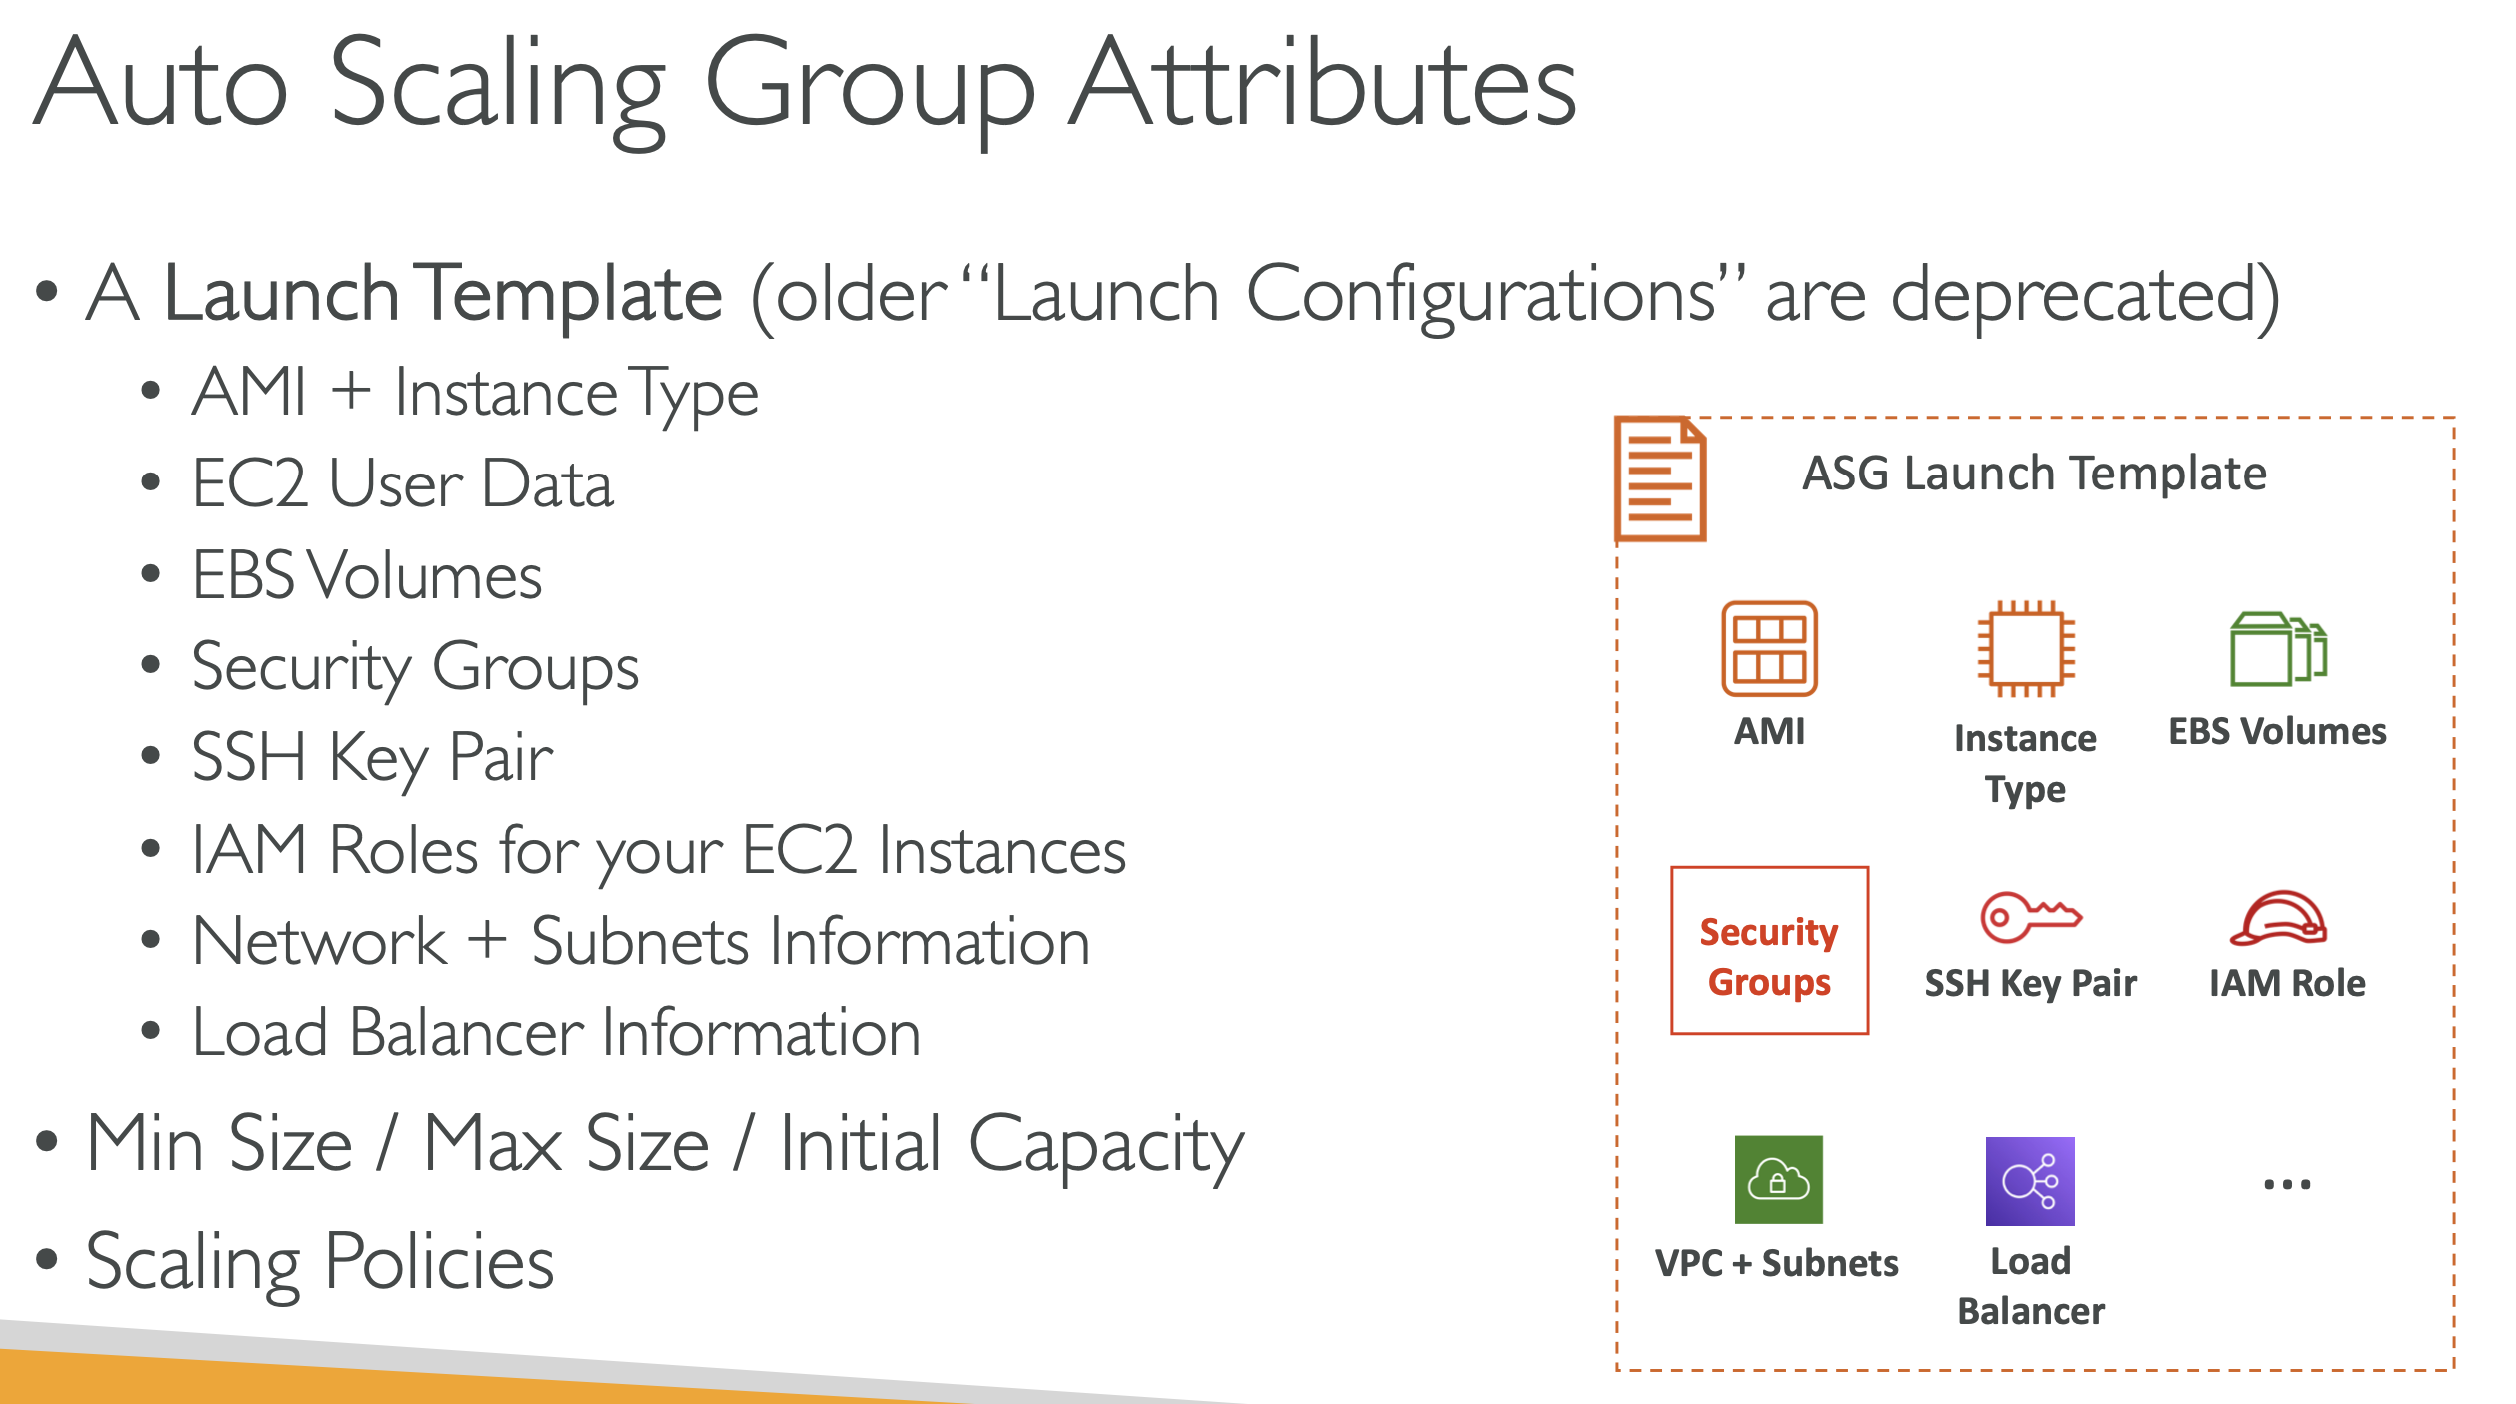 Auto Scaling Group Attributes
• A Launch Template (older “Launch Configurations” are deprecated)
• AMI + Instance Type
• EC2 User Data
• EBS Volumes
• Security Groups
• SSH Key Pair
• IAM Roles for your EC2 Instances
• Network + Subnets Information
• Load Balancer Information
• Min Size / Max Size / Initial Capacity
• Scaling Policies
ASG Launch Template
AMI
Instance
Type
EBS Volumes
Security
Groups
SSH Key Pair
IAM Role
VPC + Subnets
Load
Balancer
...